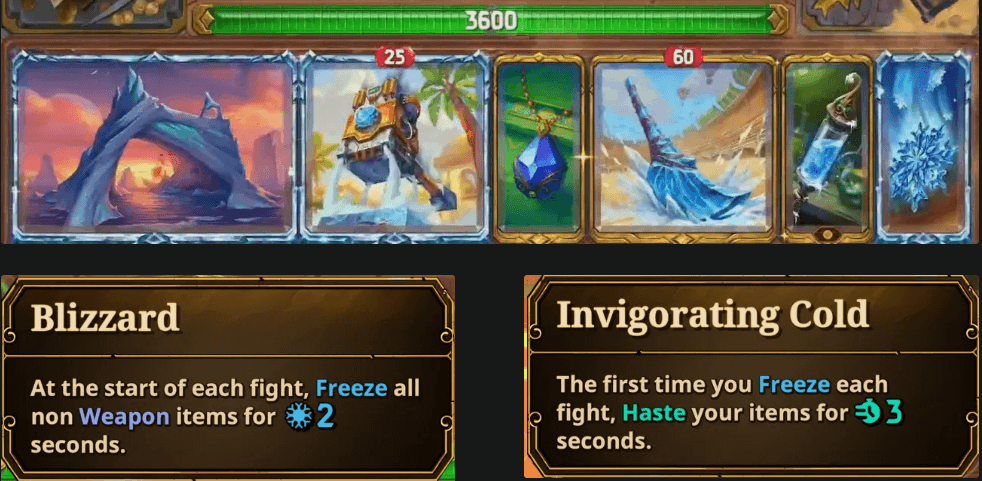 3600
25
60
Blizzard
At the start of each fight, Freeze all
non Weapon items for 2
seconds.
Invigorating Cold
The first time you Freeze each
fight, Haste your items for 3
seconds.